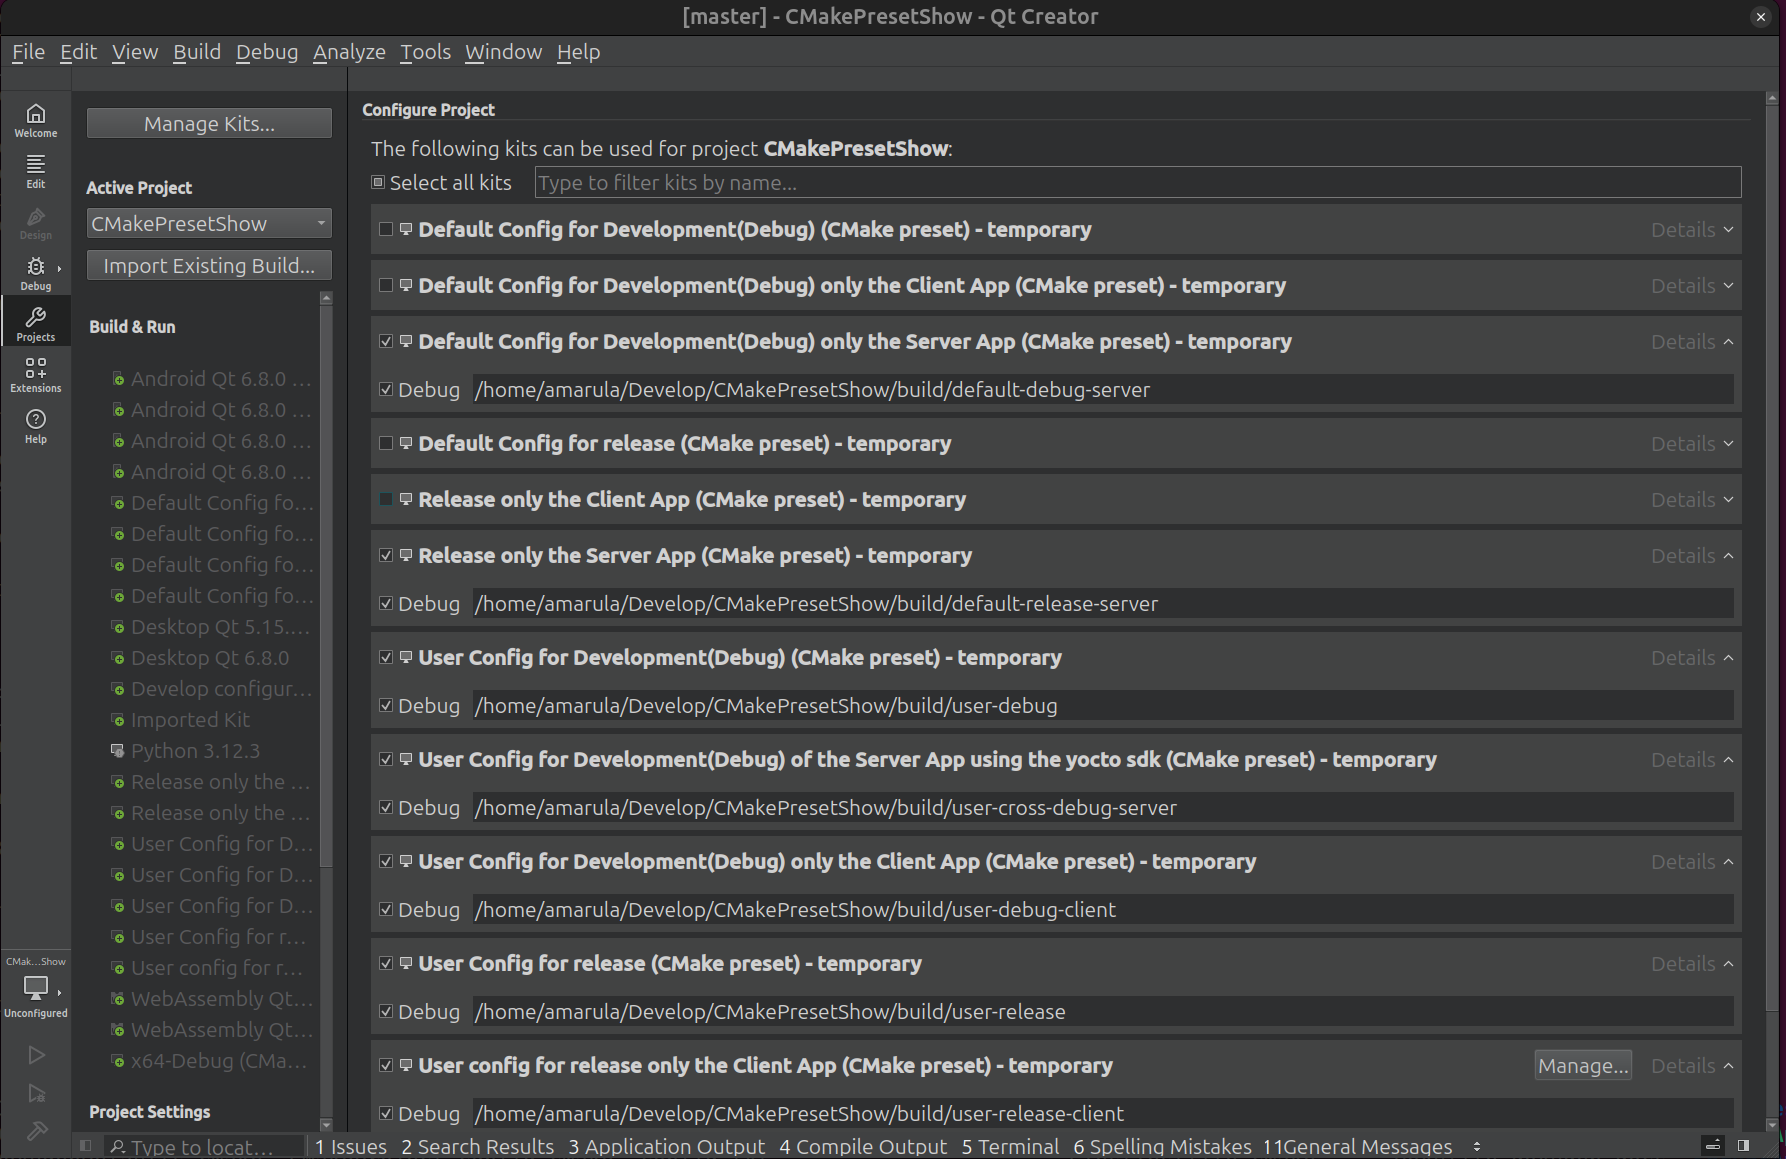 [master] - CMakePresetShow - Qt Creator
File Edit View Build Debug Analyze Tools Window Help
Welcome
Edit
Design
Debug
Projects
Extensions
Help
CMak...Show
Unconfigured
Manage Kits...
Active Project
CMakePresetShow
Import Existing Build...
Build & Run
Android Qt 6.8.0 ...
Android Qt 6.8.0 ...
Android Qt 6.8.0 ...
Android Qt 6.8.0 ...
Default Config fo...
Default Config fo...
Default Config fo...
Default Config fo...
Desktop Qt 5.15....
Desktop Qt 6.8.0
Develop configur...
Imported Kit
Python 3.12.3
Release only the ...
Release only the ...
User Config for D...
User Config for D...
User Config for D...
User Config for r...
User config for r...
WebAssembly Qt...
WebAssembly Qt...
x64-Debug (CMa...
Project Settings
Configure Project
The following kits can be used for project CMakePresetShow:
Select all kits Type to filter kits by name...
Default Config for Development(Debug) (CMake preset) - temporary Details
Default Config for Development(Debug) only the Client App (CMake preset) - temporary Details
Default Config for Development(Debug) only the Server App (CMake preset) - temporary Details
Debug /home/amarula/Develop/CMakePresetShow/build/default-debug-server
Default Config for release (CMake preset) - temporary Details
Release only the Client App (CMake preset) - temporary Details
Release only the Server App (CMake preset) - temporary Details
Debug /home/amarula/Develop/CMakePresetShow/build/default-release-server
User Config for Development(Debug) (CMake preset) - temporary Details
Debug /home/amarula/Develop/CMakePresetShow/build/user-debug
User Config for Development(Debug) of the Server App using the yocto sdk (CMake preset) - temporary Details
Debug /home/amarula/Develop/CMakePresetShow/build/user-cross-debug-server
User Config for Development(Debug) only the Client App (CMake preset) - temporary Details
Debug /home/amarula/Develop/CMakePresetShow/build/user-debug-client
User Config for release (CMake preset) - temporary Details
Debug /home/amarula/Develop/CMakePresetShow/build/user-release
User config for release only the Client App (CMake preset) - temporary Manage... Details
Debug /home/amarula/Develop/CMakePresetShow/build/user-release-client
Type to locat... 1 Issues 2 Search Results 3 Application Output 4 Compile Output 5 Terminal 6 Spelling Mistakes 11General Messages